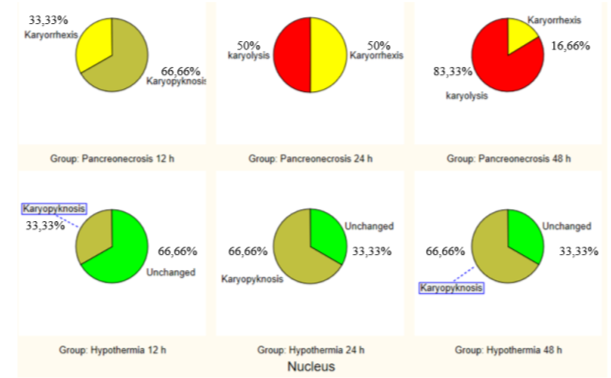 33,33%
Karyorrhexis
66,66%
Karyopyknosis
50%
karyolysis
50%
Karyorrhexis
Karyorrhexis
16,66%
83,33%
karyolysis
Group: Pancreonecrosis 12 h
Group: Pancreonecrosis 24 h
Group: Pancreonecrosis 48 h
Karyopyknosis
33,33%
66,66%
Unchanged
Unchanged
66,66%
33,33%
Karyopyknosis
Unchanged
66,66%
33,33%
Karyopyknosis
Group: Hypothermia 12 h
Group: Hypothermia 24 h
Group: Hypothermia 48 h
Nucleus